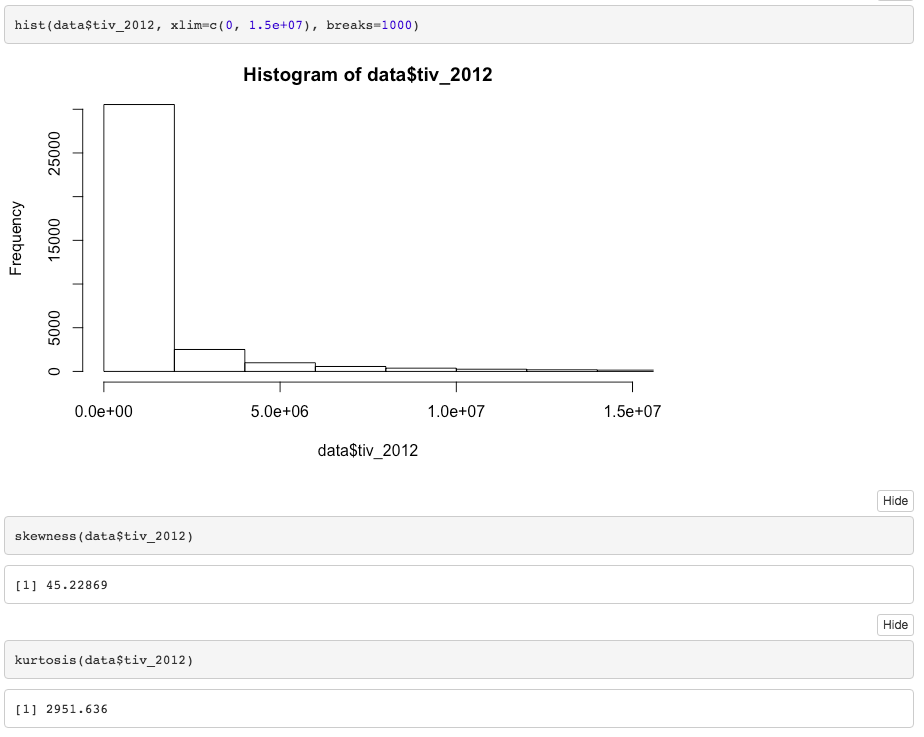 hist(data$tiv_2012, xlim=c(0, 1.5e+07), breaks=1000)
Histogram of data$tiv_2012
Frequency
25000
15000
5000
0
0.0e+00 5.0e+06 1.0e+07 1.5e+07
data$tiv_2012
Hide
skewness(data$tiv_2012)
[1] 45.22869
Hide
kurtosis(data$tiv_2012)
[1] 2951.636